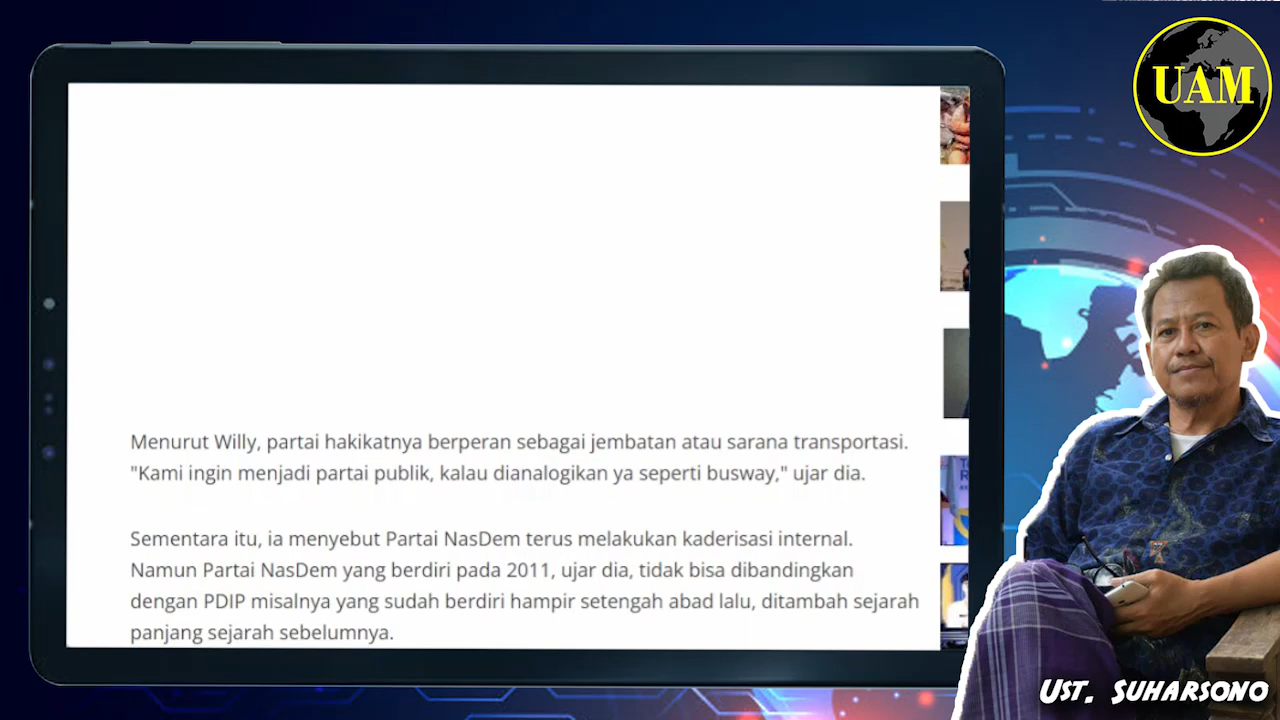 UAM
Menurut Willy, partai hakikatnya berperan sebagai jembatan atau sarana transportasi.
"Kami ingin menjadi partai publik, kalau dianalogikan ya seperti busway," ujar dia.
Sementara itu, ia menyebut Partai NasDem terus melakukan kaderisasi internal.
Namun Partai NasDem yang berdiri pada 2011, ujar dia, tidak bisa dibandingkan
dengan PDIP misalnya yang sudah berdiri hampir setengah abad lalu, ditambah sejarah
panjang sejarah sebelumnya.
UST. SUHARSONO